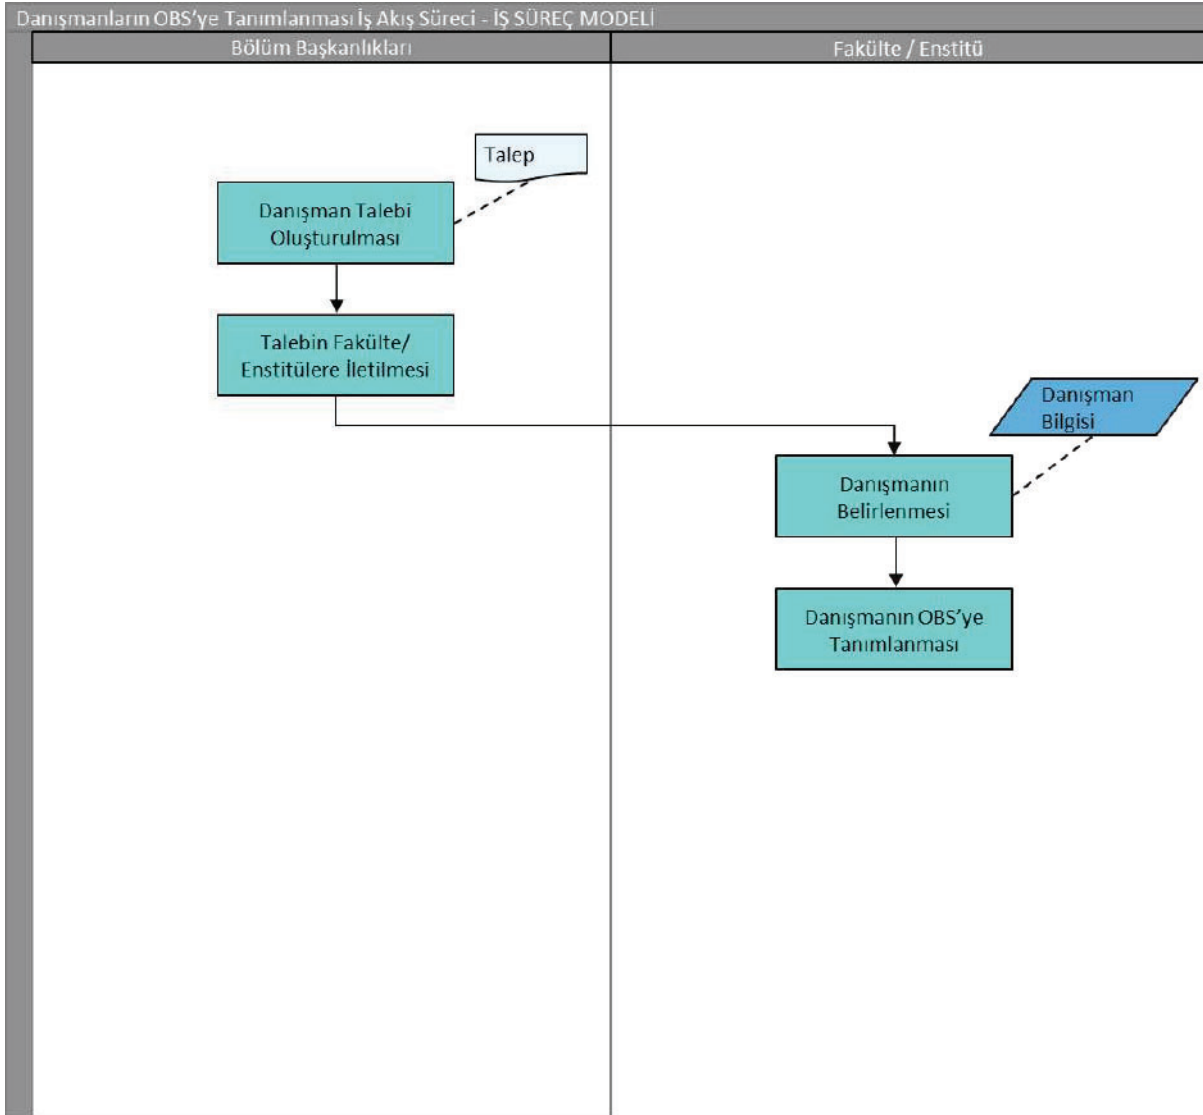 Danışmanların OBS'ye Tanımlanması İş Akış Süreci - İŞ SÜREÇ MODELİ
Bölüm Başkanlıkları
Fakülte / Enstitü
Talep
Danışman Talebi
Oluşturulması
Talebin Fakülte/
Enstitülere İletilmesi
Danışman
Bilgisi
Danışmanın
Belirlenmesi
Danışmanın OBS'ye
Tanımlanması